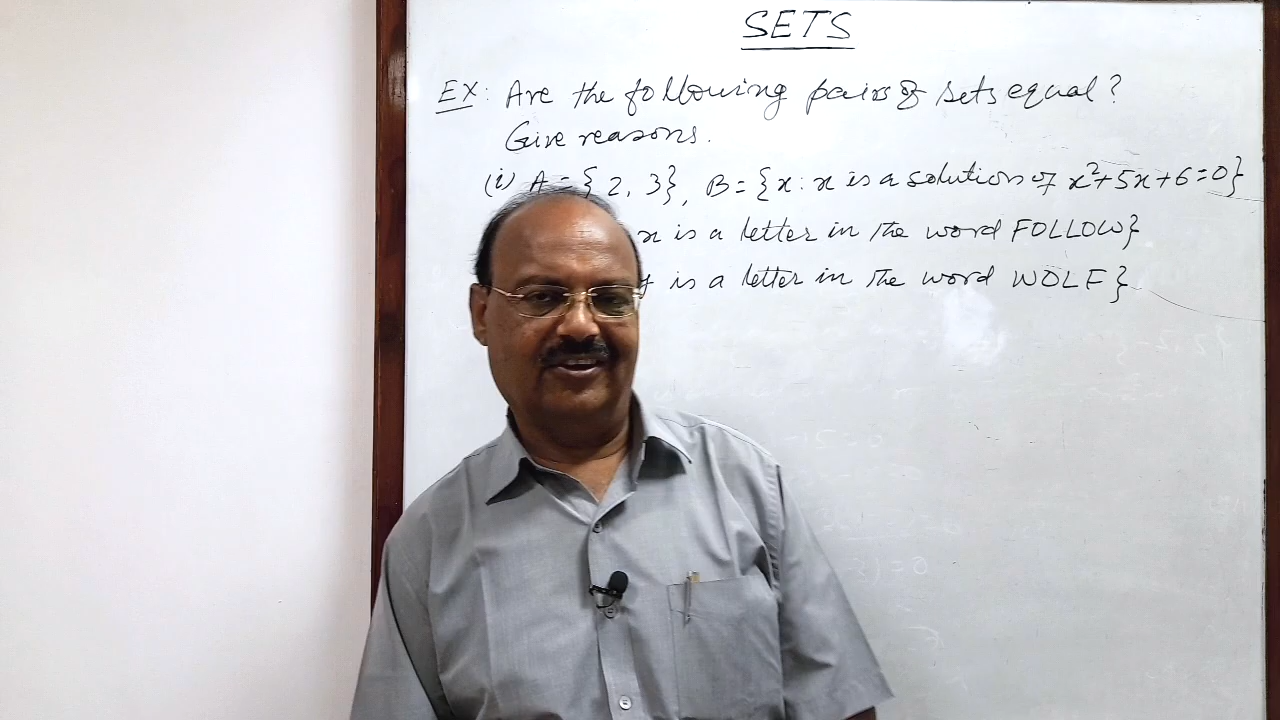 SETS
EX: Are the following pairs of sets equal?
Give reasons.
(i) A = {2, 3}, B = {x: x is a solution of x²+5x+6=0}
x is a letter in the word FOLLOW}
y is a letter in the word WOLF}